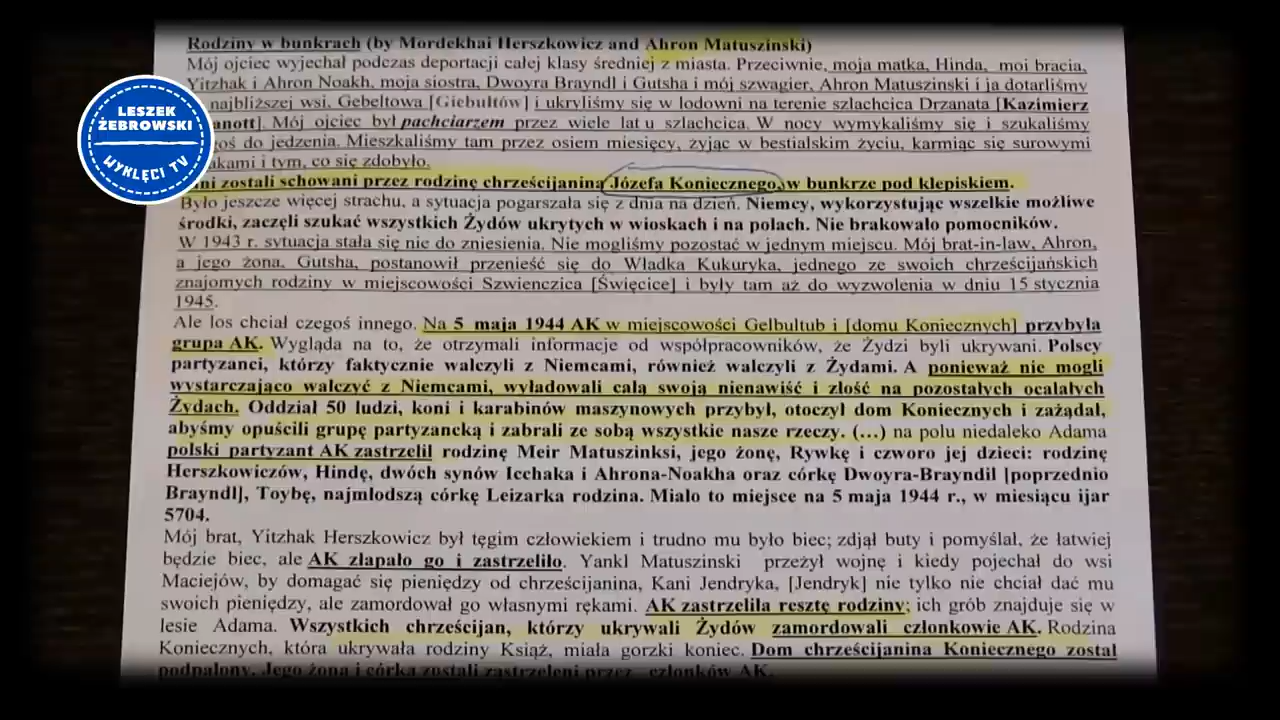 Rodziny w bunkrach (by Mordekhai Herszkowicz and Ahron Matuszinski)
Mój ojciec wyjechał podczas deportacji całej klasy średniej z miasta. Przeciwnie, moja matka, Hinda, moi bracia,
Yitzhak i Ahron Noakh, moja siostra, Dwoyra Brayndl i Gutsha i mój szwagier, Ahron Matuszinski i ja dotarliśmy
najbliższej wsi, Gebeltowa [Giebułtów] i ukryliśmy się w lodowni na terenie szlachcica Drzanata [Kazimierz
anott]. Mój ojciec był pachciarzem przez wiele lat u szlachcica. W nocy wymykaliśmy się i szukaliśmy
oś do jedzenia. Mieszkaliśmy tam przez osiem miesięcy, żyjąc w bestialskim życiu, karmiąc się surowymi
akami i tym, co się zdobyło.
ni zostali schowani przez rodzinę chrześcijanina Józefa Koniecznego, w bunkrze pod klepiskiem.
Było jeszcze więcej strachu, a sytuacja pogarszała się z dnia na dzień. Niemcy, wykorzystując wszelkie możliwe
środki, zaczęli szukać wszystkich Żydów ukrytych w wioskach i na polach. Nie brakowało pomocników.
W 1943 r. sytuacja stała się nie do zniesienia. Nie mogliśmy pozostać w jednym miejscu. Mój brat-in-law, Ahron,
a jego żona, Gutsha, postanowił przenieść się do Władka Kukuryka, jednego ze swoich chrześcijańskich
znajomych rodziny w miejscowości Szwienczica [Święcice] i były tam aż do wyzwolenia w dniu 15 stycznia
1945.
Ale los chciał czegoś innego. Na 5 maja 1944 AK w miejscowości Gelbultub i [domu Koniecznych] przybyła
grupa AK. Wygląda na to, że otrzymali informacje od współpracowników, że Żydzi byli ukrywani. Polscy
partyzanci, którzy faktycznie walczyli z Niemcami, również walczyli z Żydami. A ponieważ nie mogli
wystarczająco walczyć z Niemcami, wyładowali całą swoją nienawiść i złość na pozostałych ocalałych
Żydach. Oddział 50 ludzi, koni i karabinów maszynowych przybył, otoczył dom Koniecznych i zażądał,
abyśmy opuścili grupę partyzancką i zabrali ze sobą wszystkie nasze rzeczy. (...) na polu niedaleko Adama
polski partyzant AK zastrzelił rodzinę Meir Matuszinksi, jego żonę, Rywkę i czworo jej dzieci: rodzinę
Herszkowiczów, Hindę, dwóch synów Icchaka i Ahrona-Noakha oraz córkę Dwoyra-Brayndil [poprzednio
Brayndl], Toybę, najmłodszą córkę Leizarka rodzina. Miało to miejsce na 5 maja 1944 r., w miesiącu ijar
5704.
Mój brat, Yitzhak Herszkowicz był tęgim człowiekiem i trudno mu było biec; zdjął buty i pomyślał, że łatwiej
będzie biec, ale AK złapało go i zastrzeliło. Yankl Matuszinski przeżył wojnę i kiedy pojechał do wsi
Maciejów, by domagać się pieniędzy od chrześcijanina, Kani Jendryka, [Jendryk] nie tylko nie chciał dać mu
swoich pieniędzy, ale zamordował go własnymi rękami. AK zastrzeliła resztę rodziny; ich grób znajduje się w
lesie Adama. Wszystkich chrześcijan, którzy ukrywali Żydów zamordowali członkowie AK. Rodzina
Koniecznych, która ukrywała rodziny Książ, miała gorzki koniec. Dom chrześcijanina Koniecznego został
podpalony. Jego żona i córka zostali zastrzeleni przez członków AK.
LESZEK
ŻEBROWSKI
WYKLĘCI TV